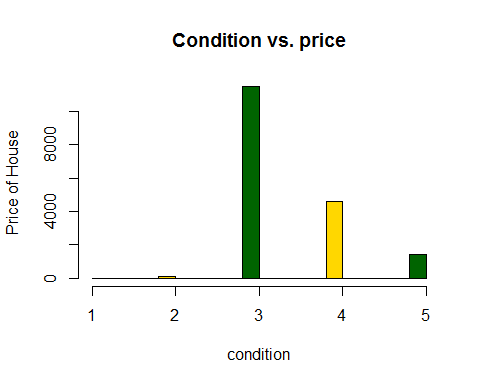 Condition vs. price
Price of House
8000
4000
0
1 2 3 4 5
condition